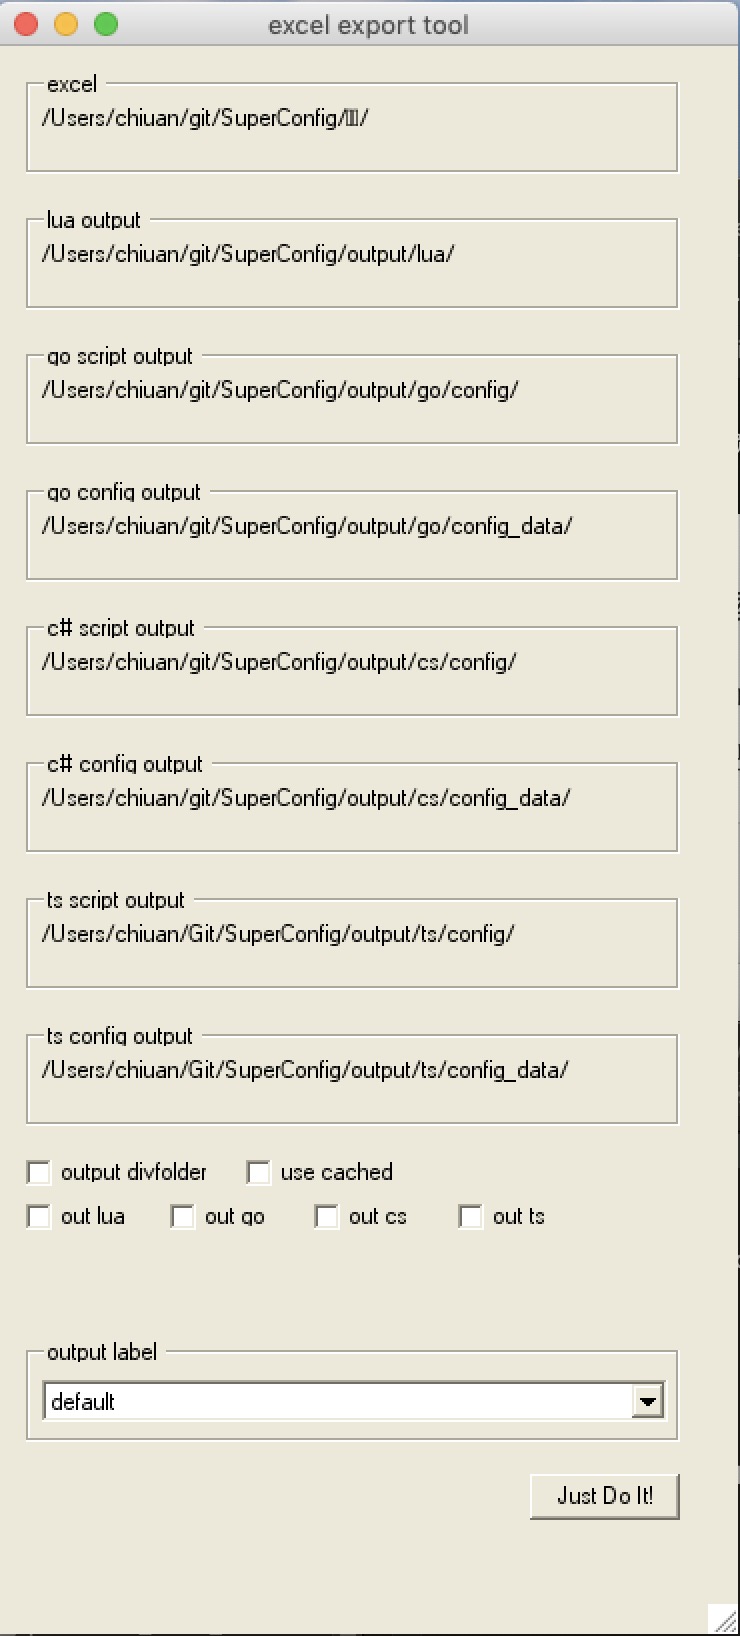 excel export tool
excel
/Users/chiuan/git/SuperConfig/
lua output
/Users/chiuan/git/SuperConfig/output/lua/
go script output
/Users/chiuan/git/SuperConfig/output/go/config/
go config output
/Users/chiuan/git/SuperConfig/output/go/config_data/
c# script output
/Users/chiuan/git/SuperConfig/output/cs/config/
c# config output
/Users/chiuan/git/SuperConfig/output/cs/config_data/
ts script output
/Users/chiuan/Git/SuperConfig/output/ts/config/
ts config output
/Users/chiuan/Git/SuperConfig/output/ts/config_data/
output divfolder use cached
out lua out go out cs out ts
output label
default
Just Do It!